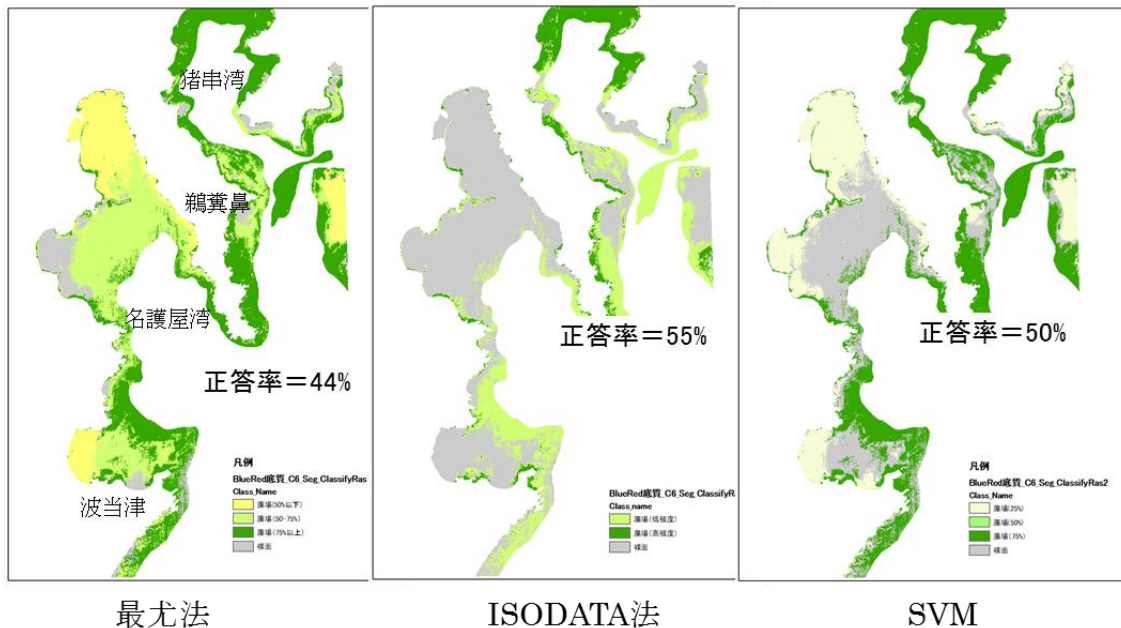 猪串湾
鵜糞鼻
名護屋湾
波当津
正答率＝44%
凡例
BlueRed底質_C6_Seg_ClassifyRas
Class_Name
藻場(50%以下)
藻場(50-75%)
藻場(75%以上)
裸面
正答率＝55%
BlueRed底質_C6_Seg_ClassifyRa
Class_name
藻場(低被度)
藻場(高被度)
裸面
正答率＝50%
凡例
BlueRed底質_C6_Seg_ClassifyRas2
Class_Name
藻場(25%)
藻場(50%)
藻場(75%)
裸面
最尤法
ISODATA法
SVM